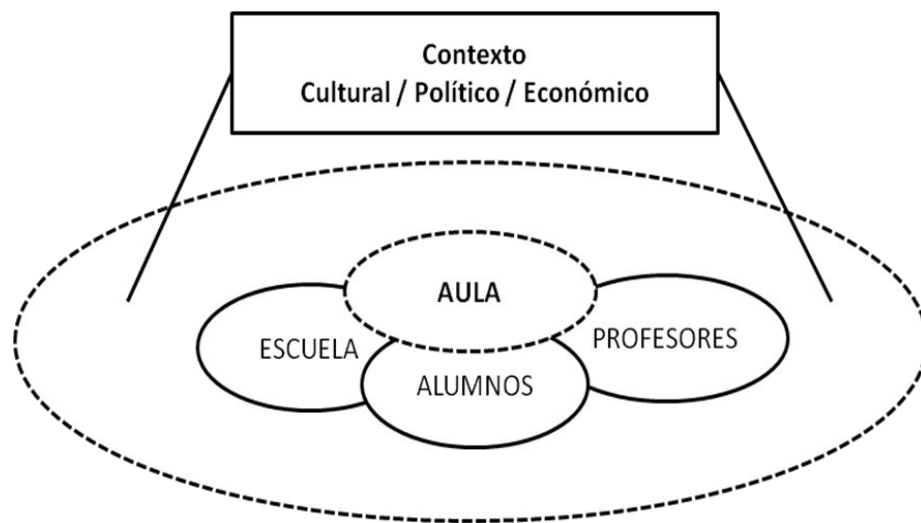 Contexto
Cultural / Político / Económico
AULA
ESCUELA
PROFESORES
ALUMNOS